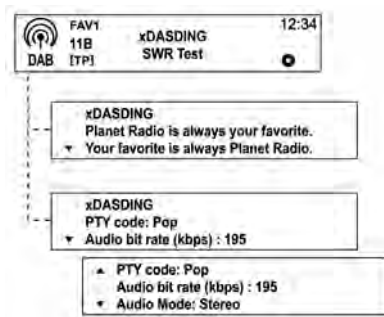 FAV1
12:34
11B
xDASDING
DAB
[TP]
SWR Test
xDASDING
Planet Radio is always your favorite.
Your favorite is always Planet Radio.
xDASDING
PTY code: Pop
Audio bit rate (kbps) : 195
PTY code: Pop
Audio bit rate (kbps) : 195
Audio Mode: Stereo